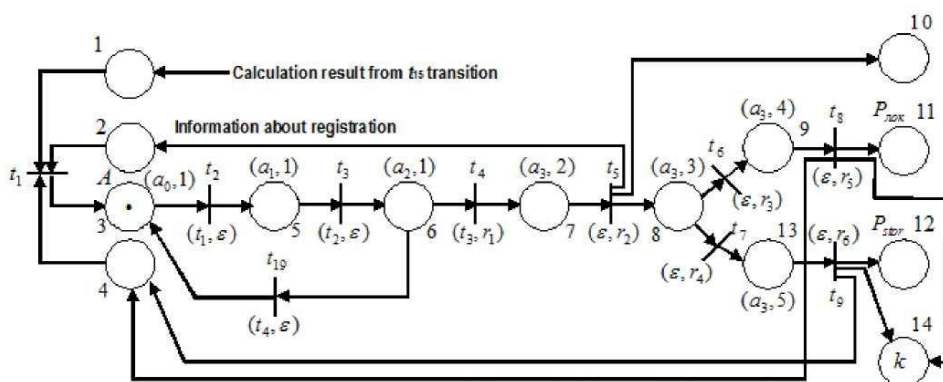 1
Calculation result from t15 transition
10
2
Information about registration
t1
A
3
(a0,1)
t2
(t1, ε)
(a1,1)
5
t3
(t2, ε)
(a2,1)
6
t4
(t3, r1)
(a3,2)
7
t5
(ε, r2)
(a3,3)
8
t6
(ε, r3)
(a3,4)
9
t8
(ε, r5)
Pлок 11
t7
(ε, r4)
13
(a3,5)
(ε, r6)
t9
Pstor 12
4
t19
(t4, ε)
14
k